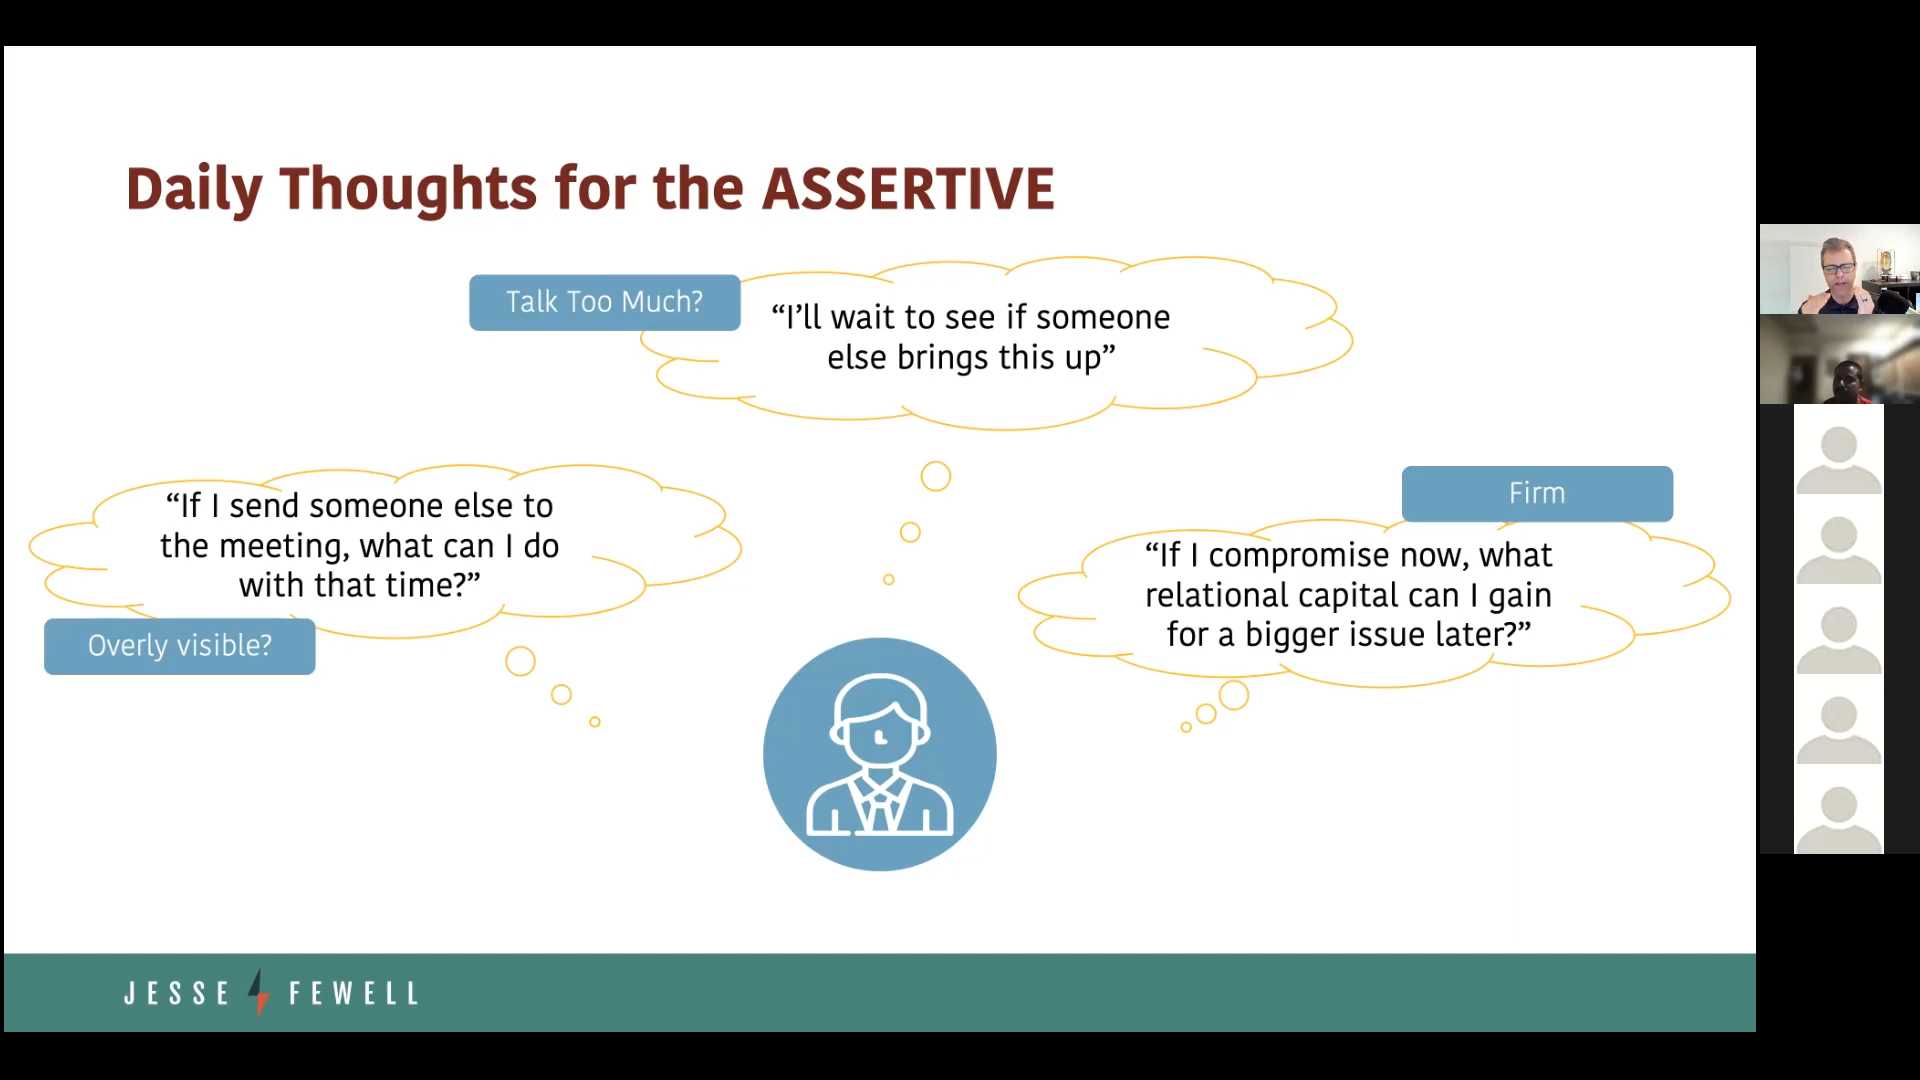 Daily Thoughts for the ASSERTIVE
Talk Too Much?
“I’ll wait to see if someone
else brings this up”
“If I send someone else to
the meeting, what can I do
with that time?”
Overly visible?
Firm
“If I compromise now, what
relational capital can I gain
for a bigger issue later?”
JESSE FEWELL